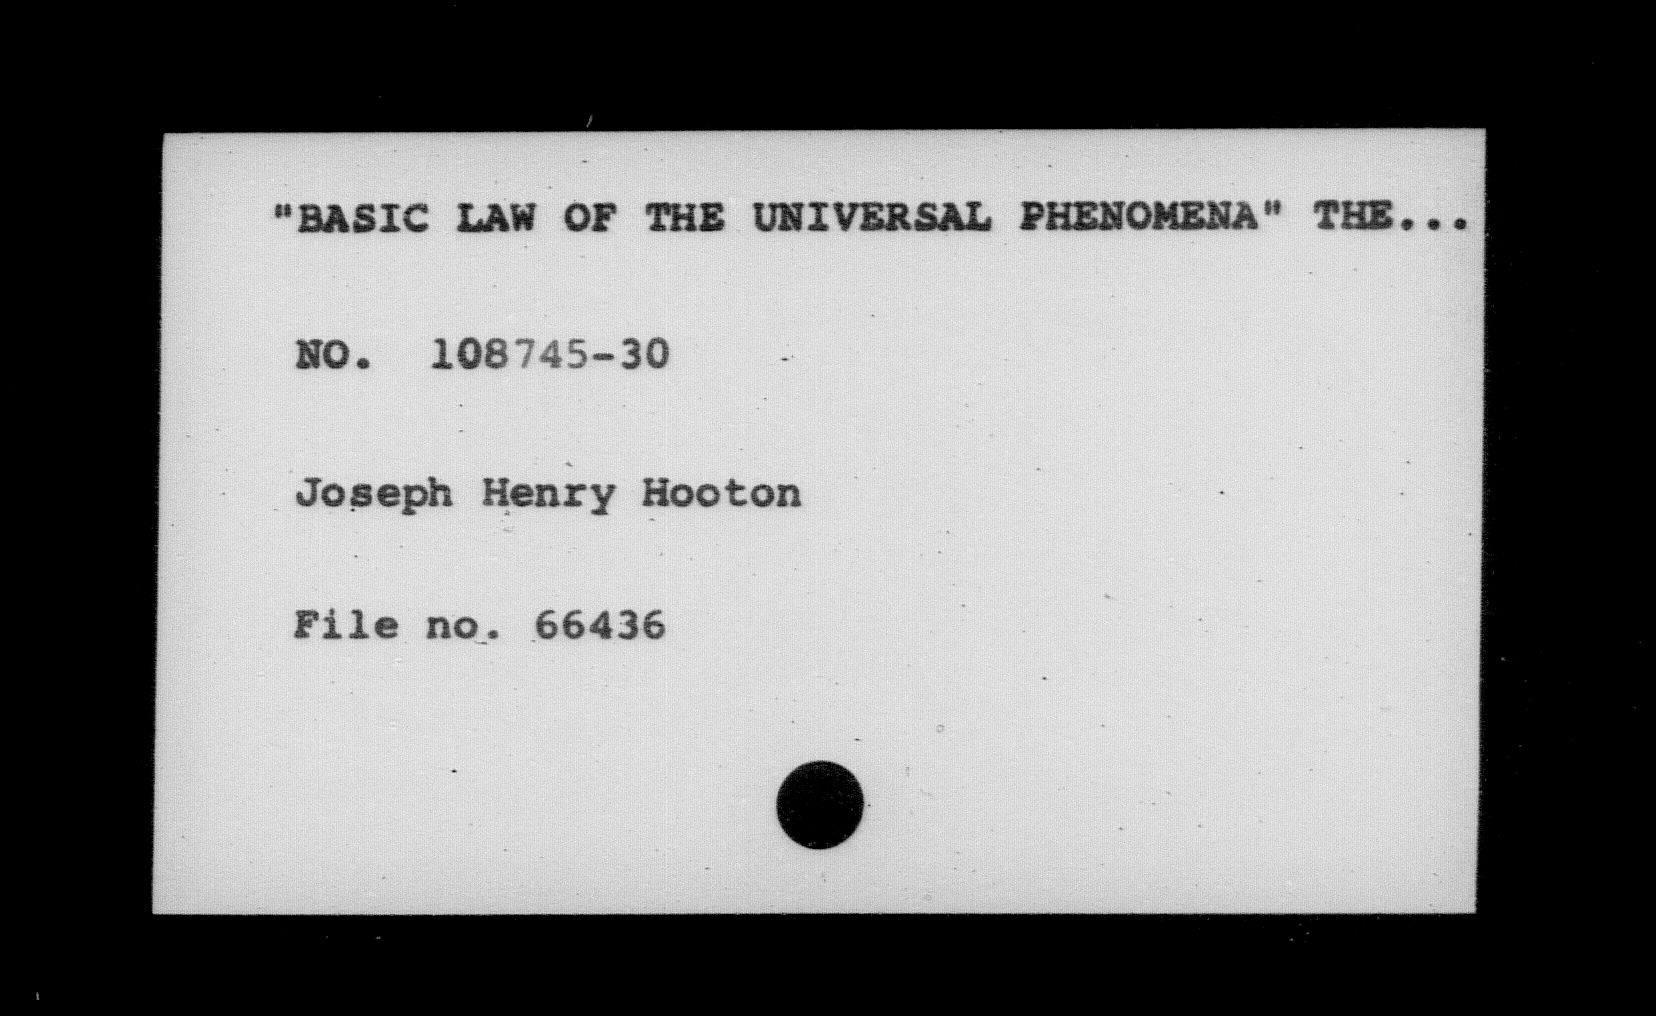 "BASIC LAW OF THE UNIVERSAL PHENOMENA" THE...
NO. 108745-30
Joseph Henry Hooton
File no. 66436